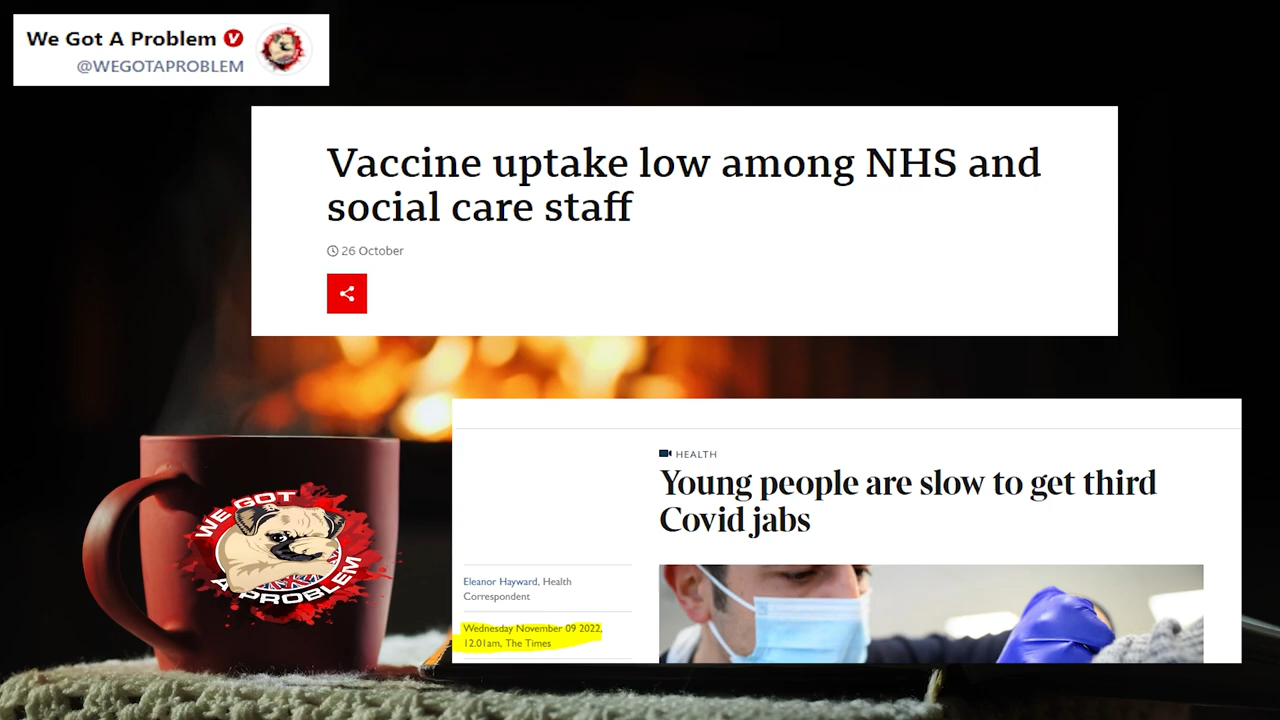 We Got A Problem
@WEGOTAPROBLEM
Vaccine uptake low among NHS and
social care staff
26 October
HEALTH
Young people are slow to get third
Covid jabs
Eleanor Hayward, Health
Correspondent
Wednesday November 09 2022,
12.01am, The Times
WE GOT
A PROBLEM